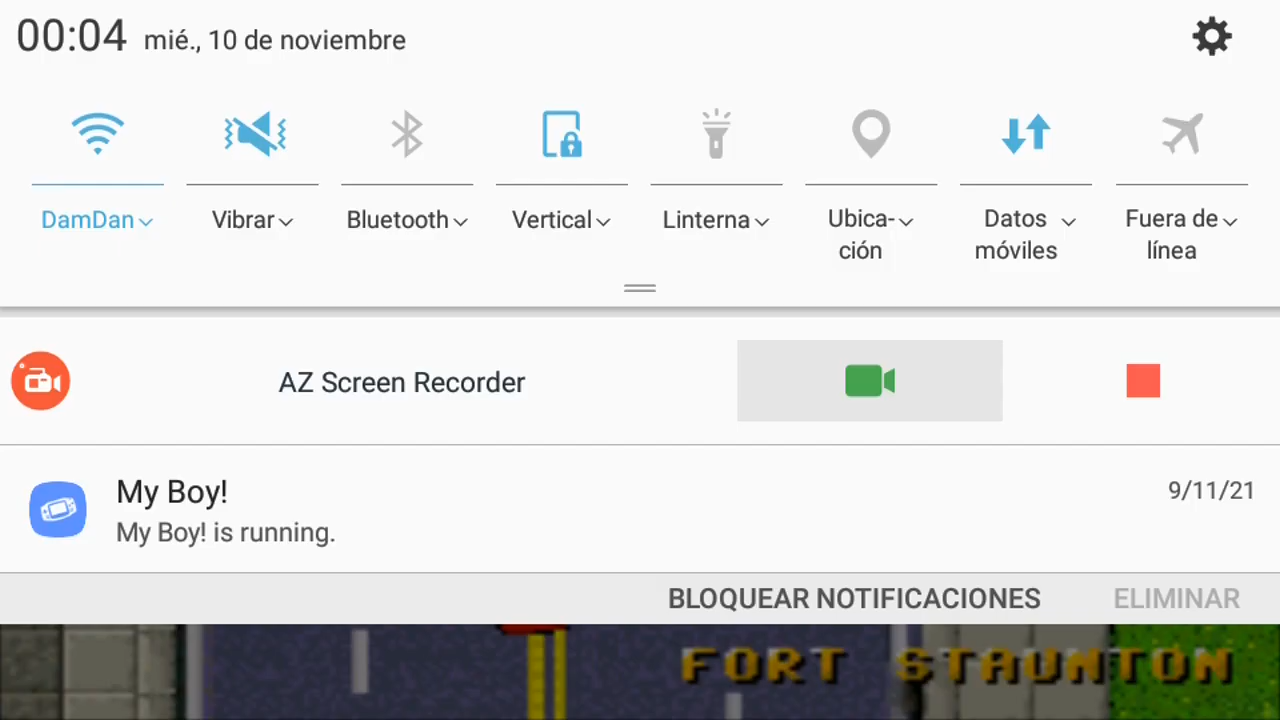 00:04 mié., 10 de noviembre
DamDan
Vibrar
Bluetooth
Vertical
Linterna
Ubica-
ción
Datos
móviles
Fuera de
línea
AZ Screen Recorder
My Boy!
9/11/21
My Boy! is running.
BLOQUEAR NOTIFICACIONES
ELIMINAR
FORT STAUNTON